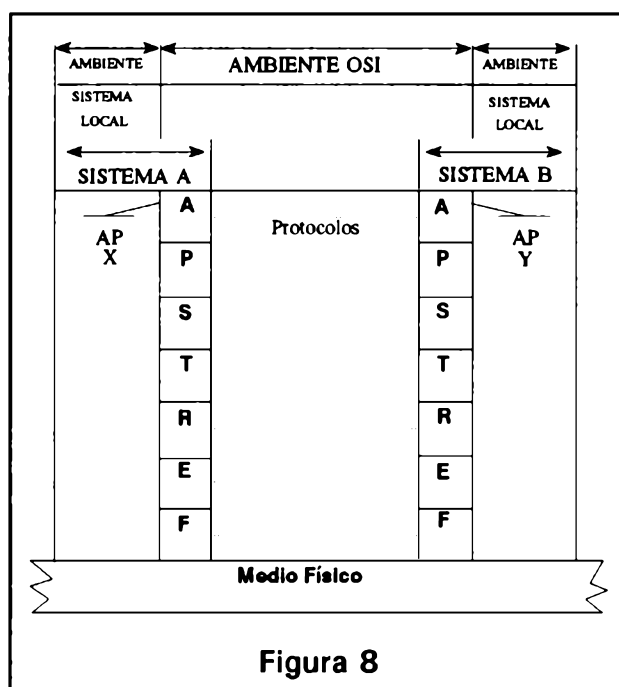 AMBIENTE AMBIENTE OSI AMBIENTE
SISTEMA LOCAL SISTEMA LOCAL
SISTEMA A SISTEMA B
A Protocolos A
AP X AP Y
P P
S S
T T
R R
E E
F F
Medio Físico
Figura 8